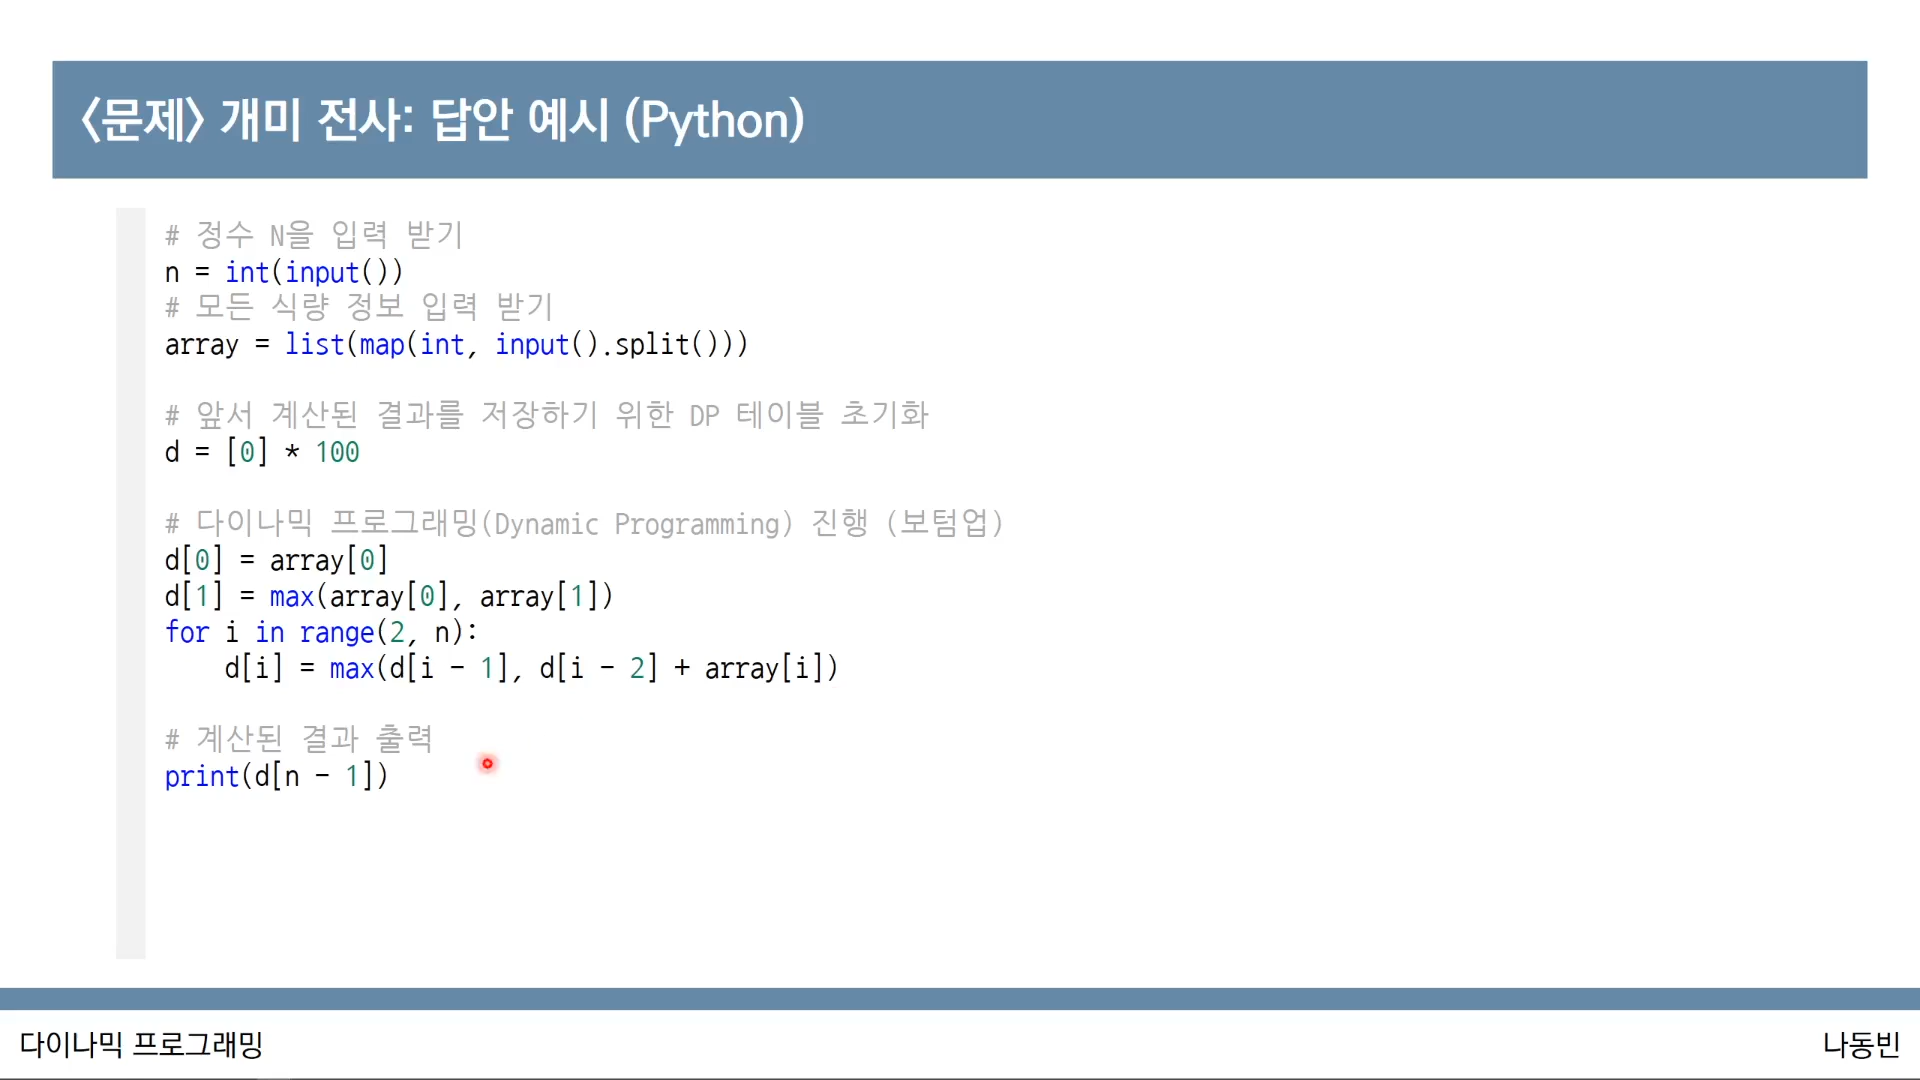 <문제> 개미 전사: 답안 예시 (Python)
# 정수 N을 입력 받기
n = int(input())
# 모든 식량 정보 입력 받기
array = list(map(int, input().split()))
# 앞서 계산된 결과를 저장하기 위한 DP 테이블 초기화
d = [0] * 100
# 다이나믹 프로그래밍(Dynamic Programming) 진행 (보텀업)
d[0] = array[0]
d[1] = max(array[0], array[1])
for i in range(2, n):
    d[i] = max(d[i - 1], d[i - 2] + array[i])
# 계산된 결과 출력
print(d[n - 1])
다이나믹 프로그래밍
나동빈